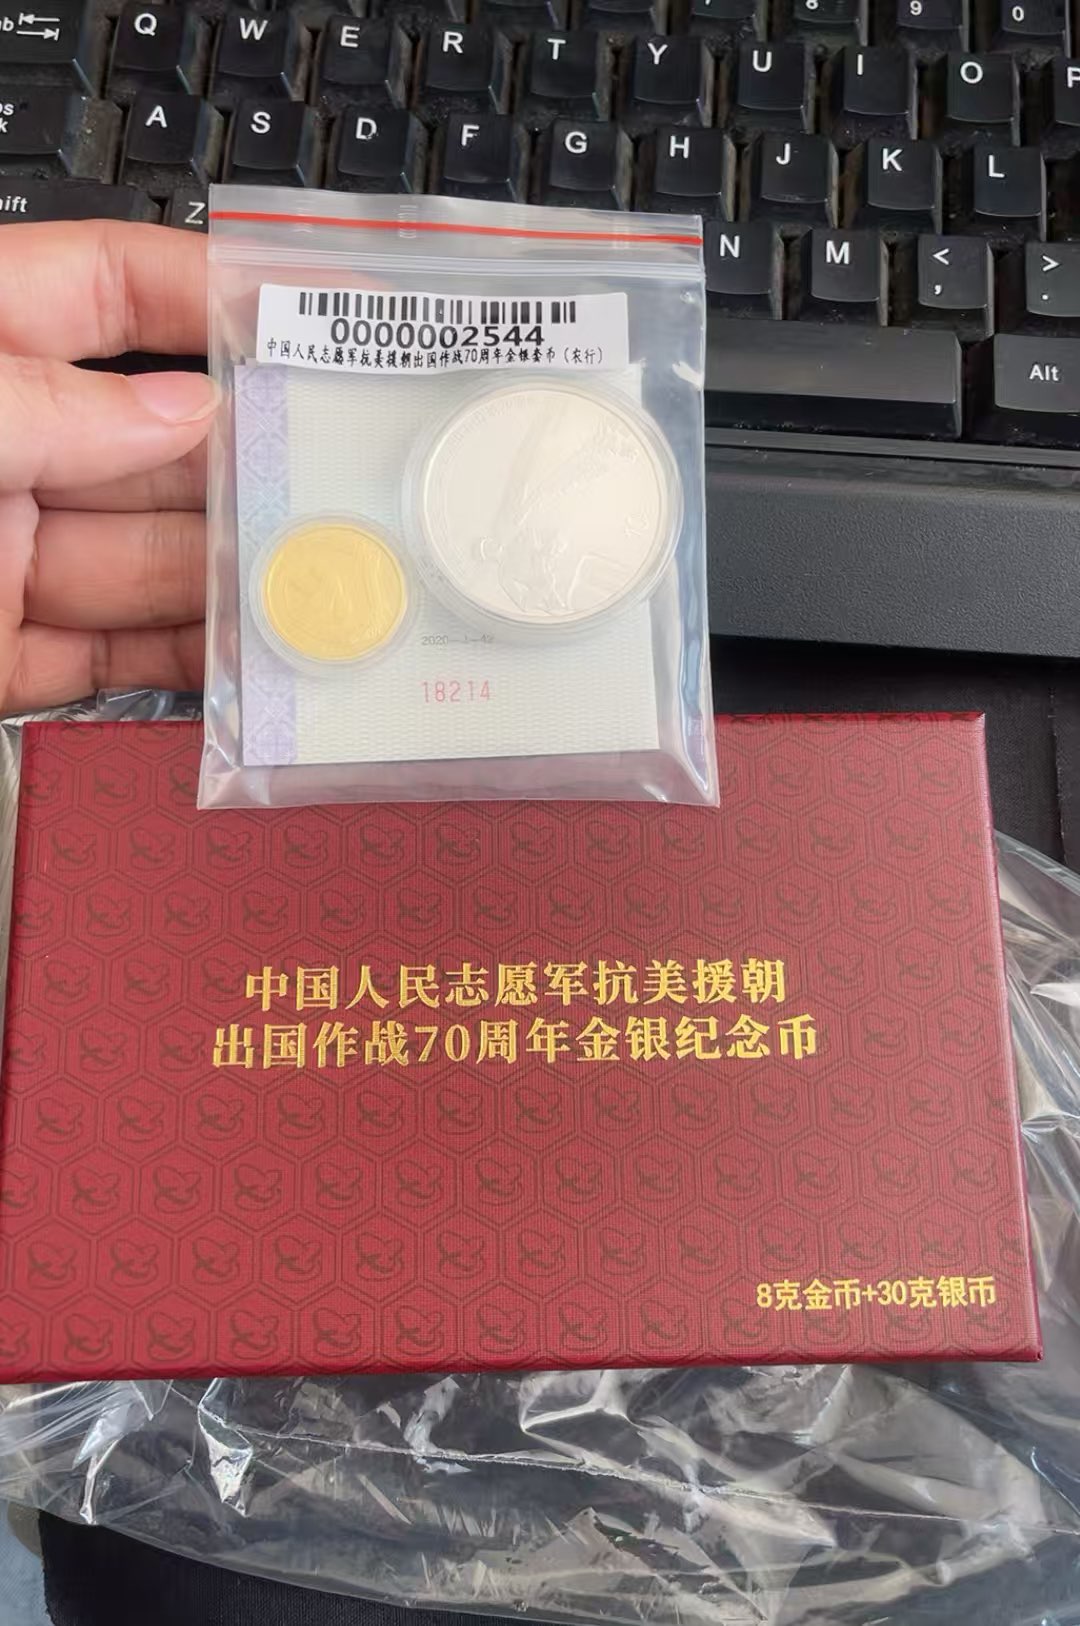 8 9 0
Q W E R T Y U I O P
A S D F G H J K L
Z N M < , > .
Alt
0000002544
中国人民志愿军抗美援朝出国作战70周年金银套币（农行）
18214
中国人民志愿军抗美援朝
出国作战70周年金银纪念币
8克金币+30克银币